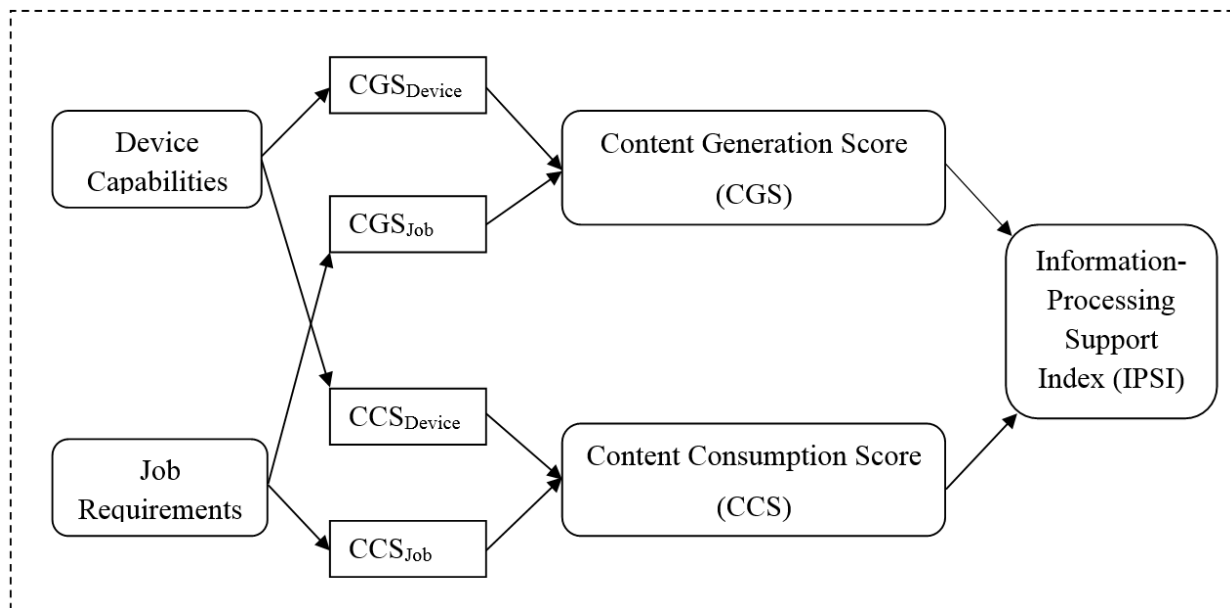 Device
Capabilities
Job
Requirements
CGSDevice
CGSJob
CCSDevice
CCSJob
Content Generation Score
(CGS)
Content Consumption Score
(CCS)
Information-
Processing
Support
Index (IPSI)